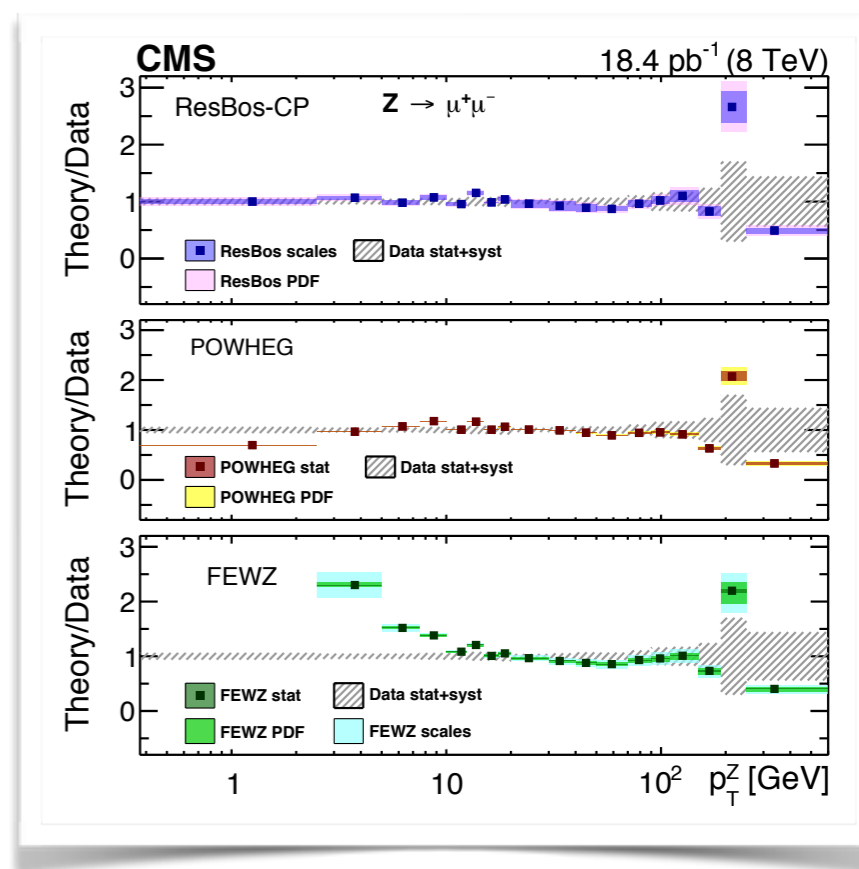 CMS 18.4 pb⁻¹ (8 TeV)
ResBos-CP Z → μ⁺μ⁻
Theory/Data
3
2
1
0
ResBos scales Data stat+syst
ResBos PDF
POWHEG
Theory/Data
3
2
1
0
POWHEG stat Data stat+syst
POWHEG PDF
FEWZ
Theory/Data
3
2
1
0
FEWZ stat Data stat+syst
FEWZ PDF FEWZ scales
1 10 10² p_T^Z [GeV]